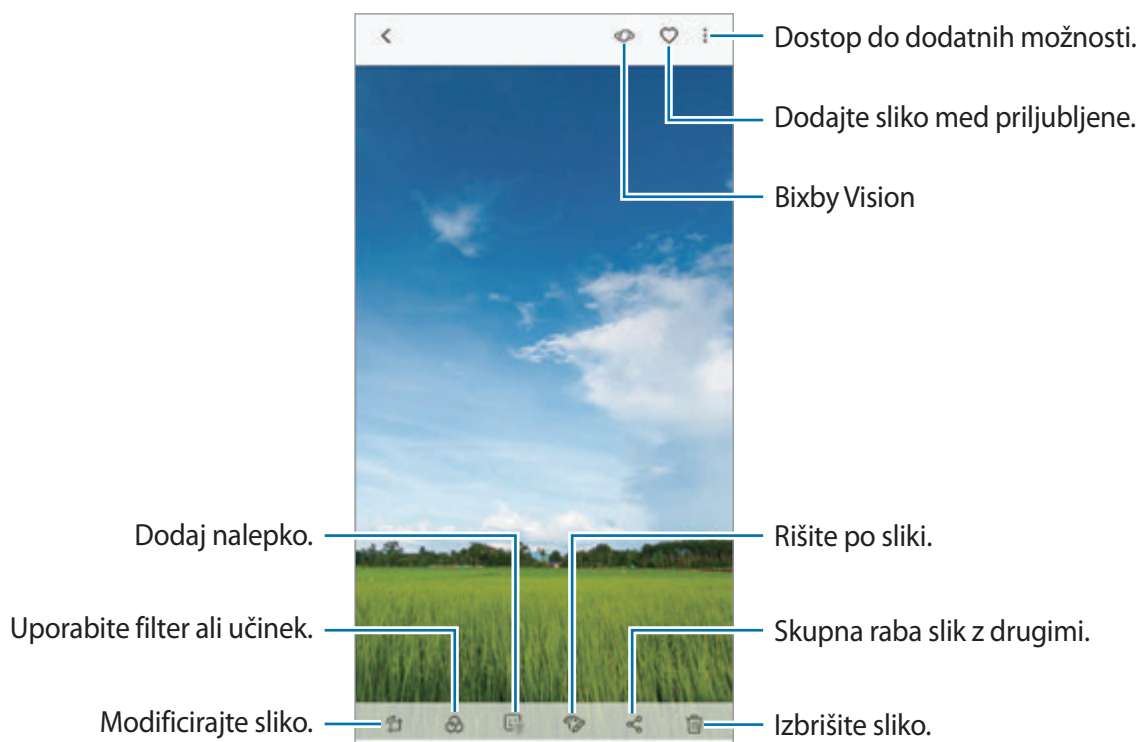 Dostop do dodatnih možnosti.
Dodajte sliko med priljubljene.
Bixby Vision
Dodaj nalepko.
Rišite po sliki.
Uporabite filter ali učinek.
Skupna raba slik z drugimi.
Modificirajte sliko.
Izbrišite sliko.